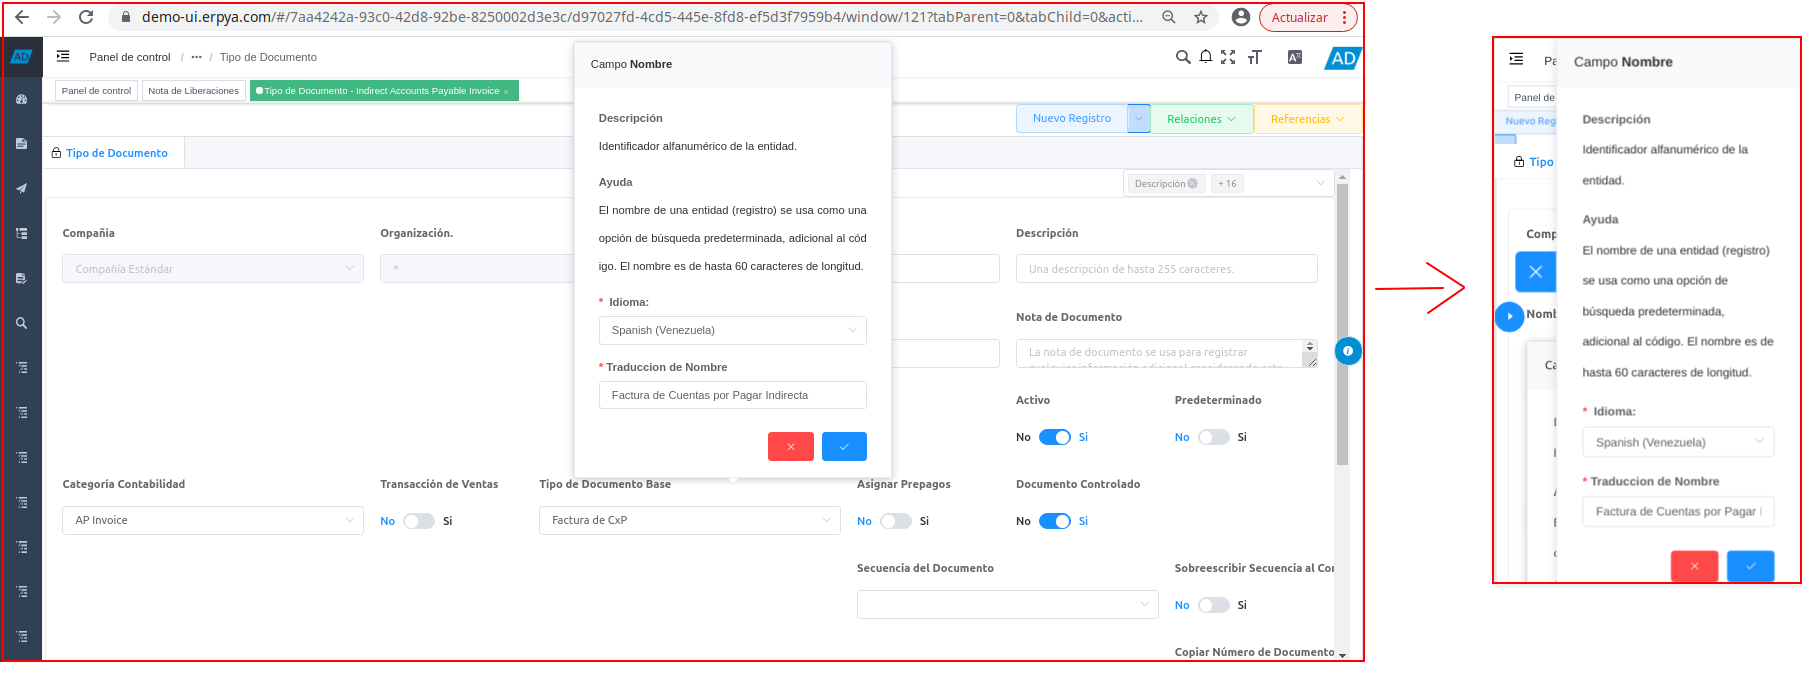 demo-ui.erpya.com/#/7aa4242a-93c0-42d8-92be-8250002d3e3c/d97027fd-4cd5-445e-8fd8-ef5d3f7959b4/window/121?tabParent=0&tabChild=0&acti...
Actualizar
AD
Panel de control / ••• / Tipo de Documento
AD
Panel de control
Nota de Liberaciones
Tipo de Documento - Indirect Accounts Payable Invoice ×
Nuevo Registro
Relaciones
Referencias
Tipo de Documento
Descripción
+ 16
Compañía
Organización.
Descripción
Compañía Estándar
*
Una descripción de hasta 255 caracteres.
Nota de Documento
La nota de documento se usa para registrar
Activo
Predeterminado
No
Si
No
Si
Campo Nombre
Descripción
Identificador alfanumérico de la entidad.
Ayuda
El nombre de una entidad (registro) se usa como una
opción de búsqueda predeterminada, adicional al cód
igo. El nombre es de hasta 60 caracteres de longitud.
* Idioma:
Spanish (Venezuela)
* Traduccion de Nombre
Factura de Cuentas por Pagar Indirecta
Categoría Contabilidad
Transacción de Ventas
Tipo de Documento Base
Asignar Prepagos
Documento Controlado
AP Invoice
No
Si
Factura de CxP
No
Si
No
Si
Secuencia del Documento
Sobreescribir Secuencia al Co
No
Si
Copiar Número de Documento
Pa
Panel de
Nuevo Reg
Tipo
Comp
Nomb
Ca
Campo Nombre
Descripción
Identificador alfanumérico de la
entidad.
Ayuda
El nombre de una entidad (registro)
se usa como una opción de
búsqueda predeterminada,
adicional al código. El nombre es de
hasta 60 caracteres de longitud.
* Idioma:
Spanish (Venezuela)
* Traduccion de Nombre
Factura de Cuentas por Pagar